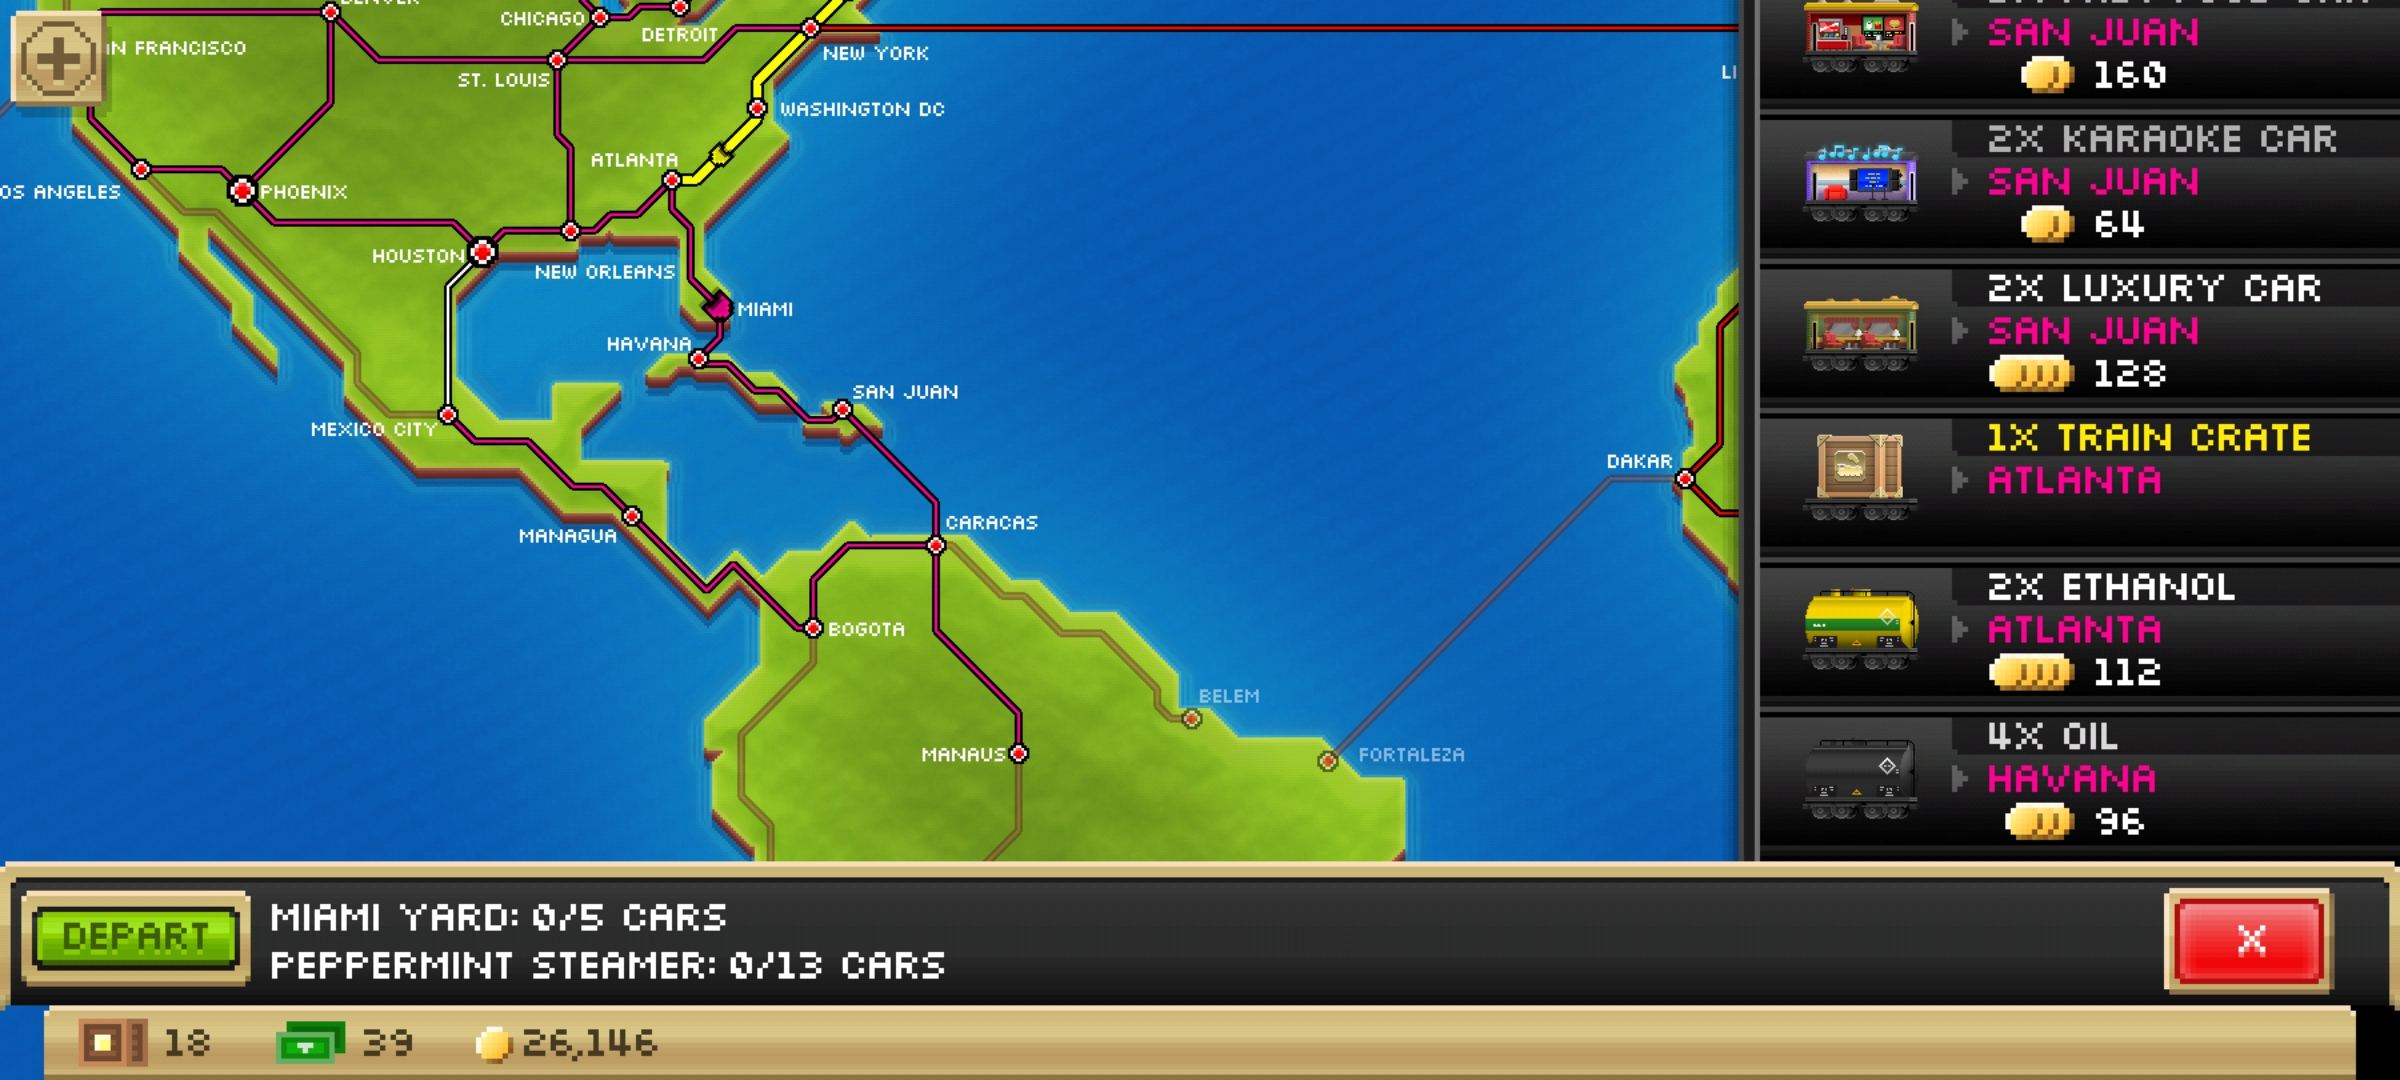 CHICAGO
DETROIT
N FRANCISCO
NEW YORK
ST. LOUIS
WASHINGTON DC
ATLANTA
OS ANGELES
PHOENIX
HOUSTON
NEW ORLEANS
MIAMI
HAVANA
SAN JUAN
MEXICO CITY
DAKAR
CARACAS
MANAGUA
BOGOTA
BELEM
MANAUS
FORTALEZA
LI
SAN JUAN
160
2X KARAOKE CAR
SAN JUAN
64
2X LUXURY CAR
SAN JUAN
128
1X TRAIN CRATE
ATLANTA
2X ETHANOL
ATLANTA
112
4X OIL
HAVANA
96
DEPART
MIAMI YARD: 0/5 CARS
PEPPERMINT STEAMER: 0/13 CARS
X
18
39
26,146